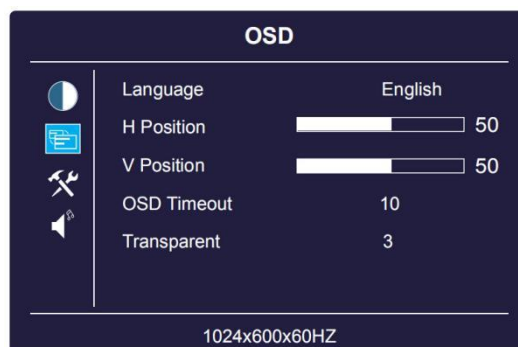 OSD
Language English
H Position 50
V Position 50
OSD Timeout 10
Transparent 3
1024x600x60HZ